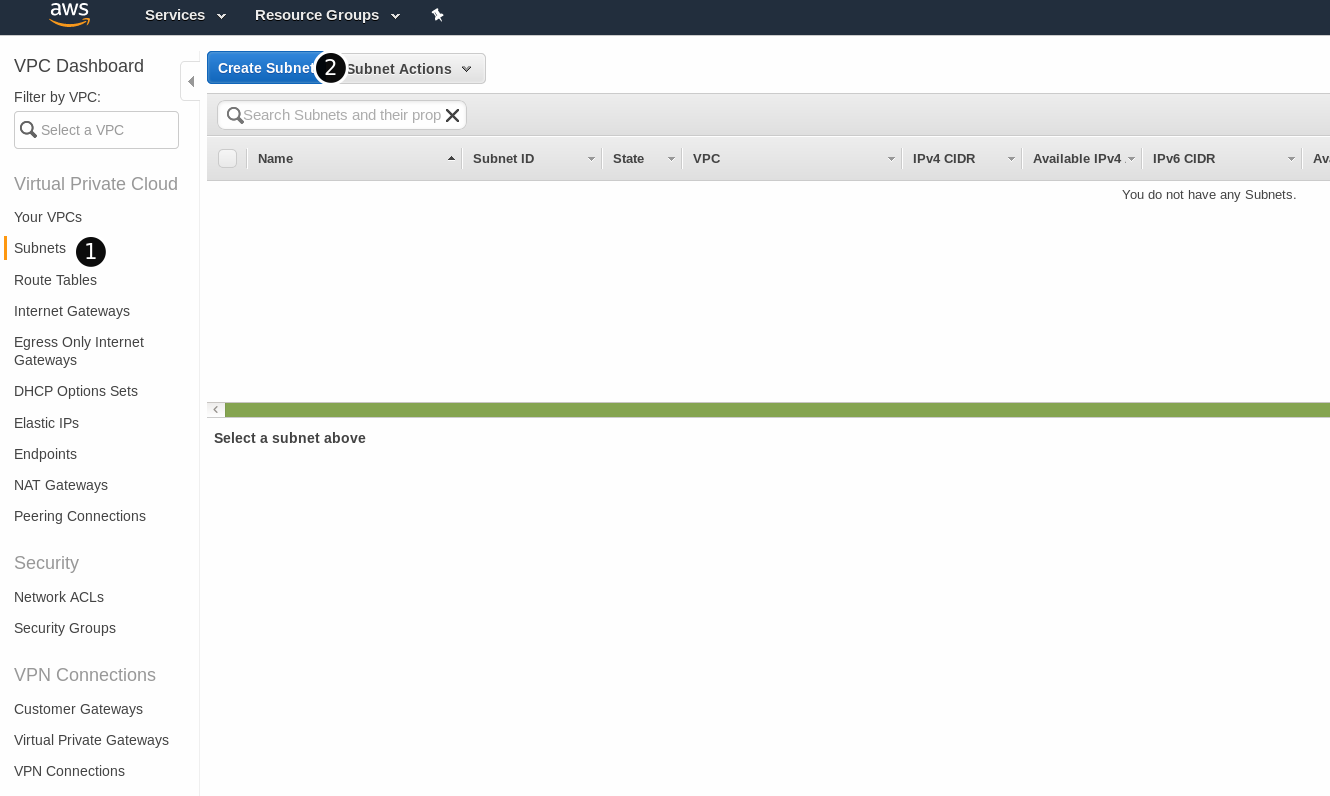 aws
Services
Resource Groups
VPC Dashboard
Filter by VPC:
Select a VPC
Virtual Private Cloud
Your VPCs
Subnets
1
Route Tables
Internet Gateways
Egress Only Internet
Gateways
DHCP Options Sets
Elastic IPs
Endpoints
NAT Gateways
Peering Connections
Security
Network ACLs
Security Groups
VPN Connections
Customer Gateways
Virtual Private Gateways
VPN Connections
Create Subnet
2
Subnet Actions
Search Subnets and their prop
Name
Subnet ID
State
VPC
IPv4 CIDR
Available IPv4
IPv6 CIDR
Ava
You do not have any Subnets.
Select a subnet above